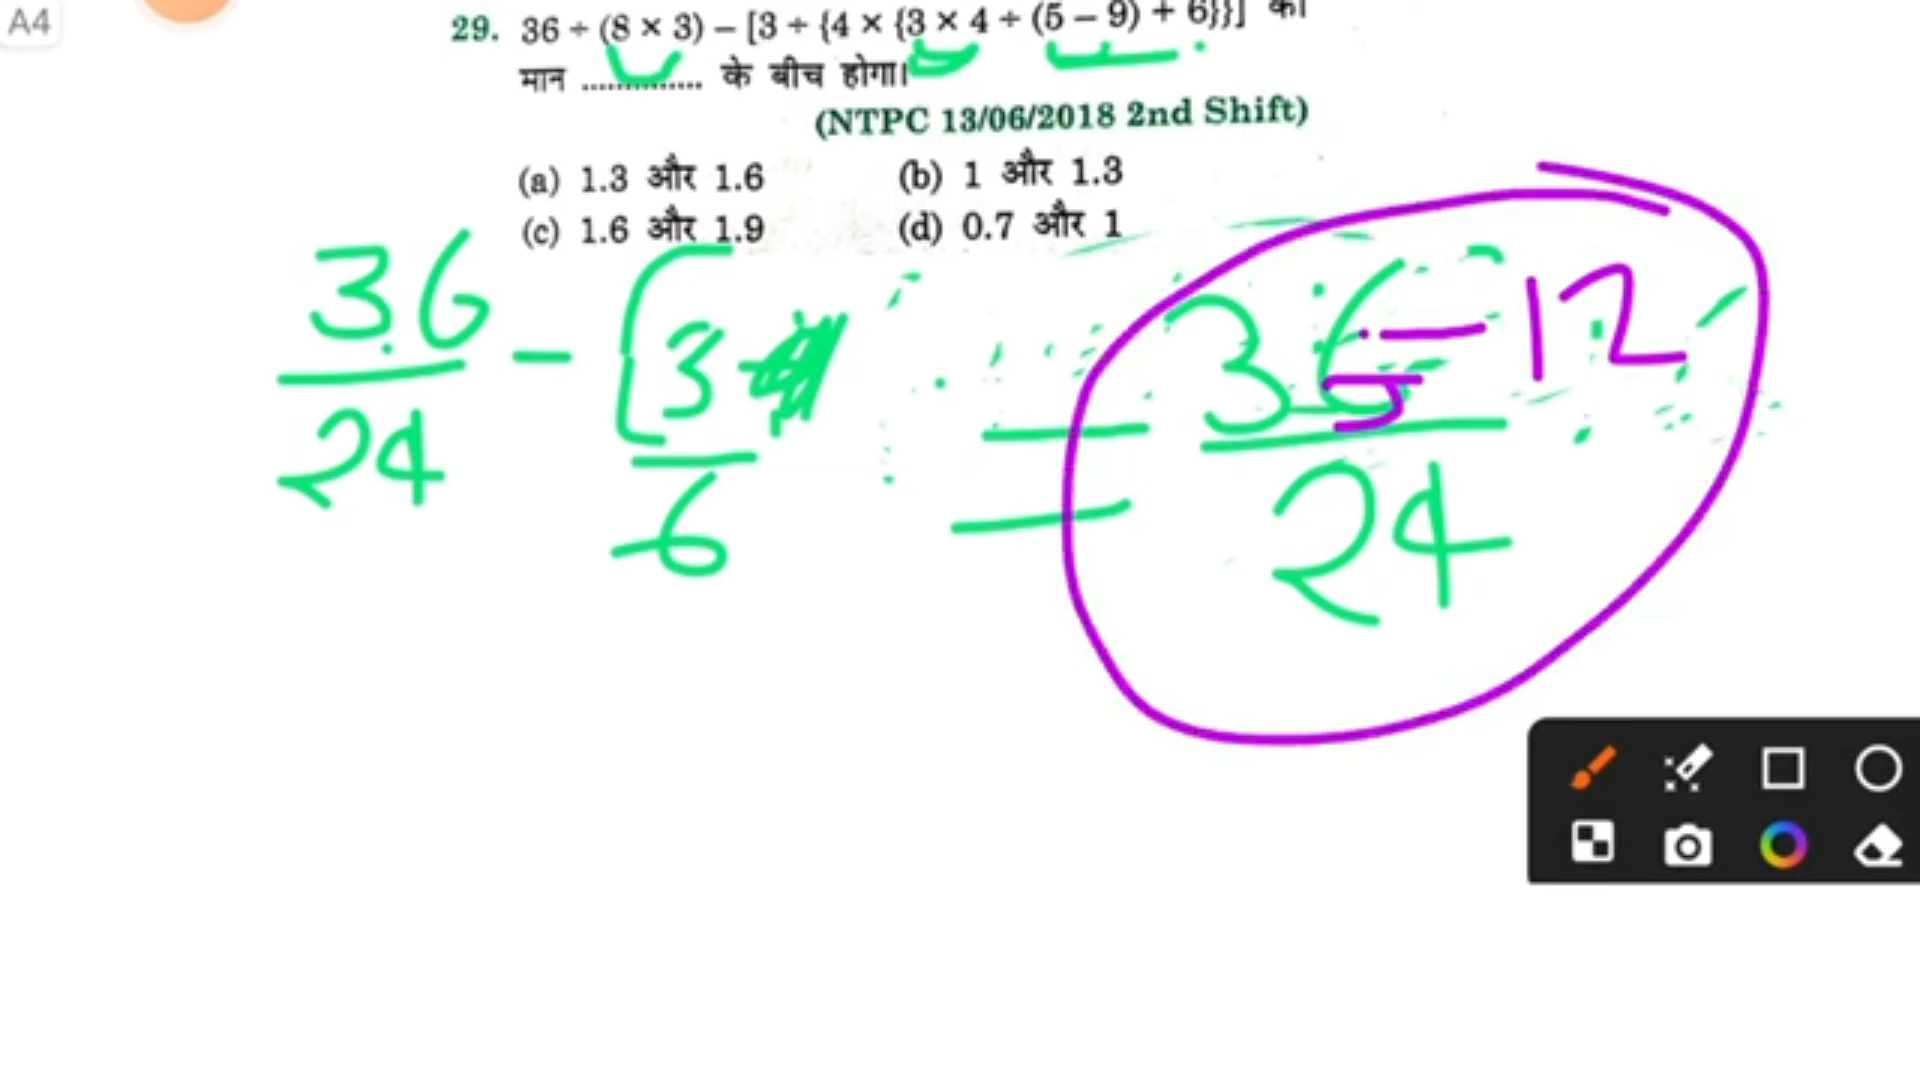 A4
29. 36 ÷ (8 × 3) – [3 ÷ {4 × {3 × 4 ÷ (5 – 9) + 6}}] का
मान .............. के बीच होगा।
(NTPC 13/06/2018 2nd Shift)
(a) 1.3 और 1.6 (b) 1 और 1.3
(c) 1.6 और 1.9 (d) 0.7 और 1
36 – [3 = 36 – 12
24 6 24